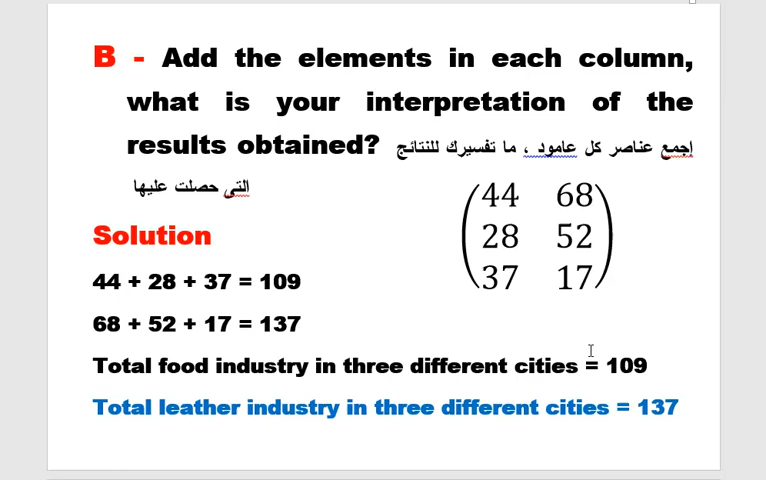 B - Add the elements in each column,
what is your interpretation of the
results obtained? إجمع عناصر كل عامود ، ما تفسيرك للنتائج
التى حصلت عليها
44 68
28 52
37 17
Solution
44 + 28 + 37 = 109
68 + 52 + 17 = 137
Total food industry in three different cities = 109
Total leather industry in three different cities = 137